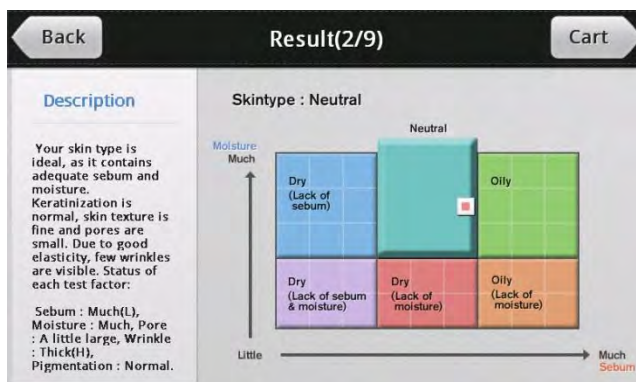 Back
Result(2/9)
Cart
Description
Your skin type is
ideal, as it contains
adequate sebum and
moisture.
Keratinization is
normal, skin texture is
fine and pores are
small. Due to good
elasticity, few wrinkles
are visible. Status of
each test factor:
Sebum : Much(L),
Moisture : Much, Pore
: A little large, Wrinkle
: Thick(H),
Pigmentation : Normal.
Skintype : Neutral
Moisture
Much
Neutral
Dry
(Lack of
sebum)
Oily
Dry
(Lack of sebum
& moisture)
Dry
(Lack of
moisture)
Oily
(Lack of
moisture)
Little
Much
Sebum